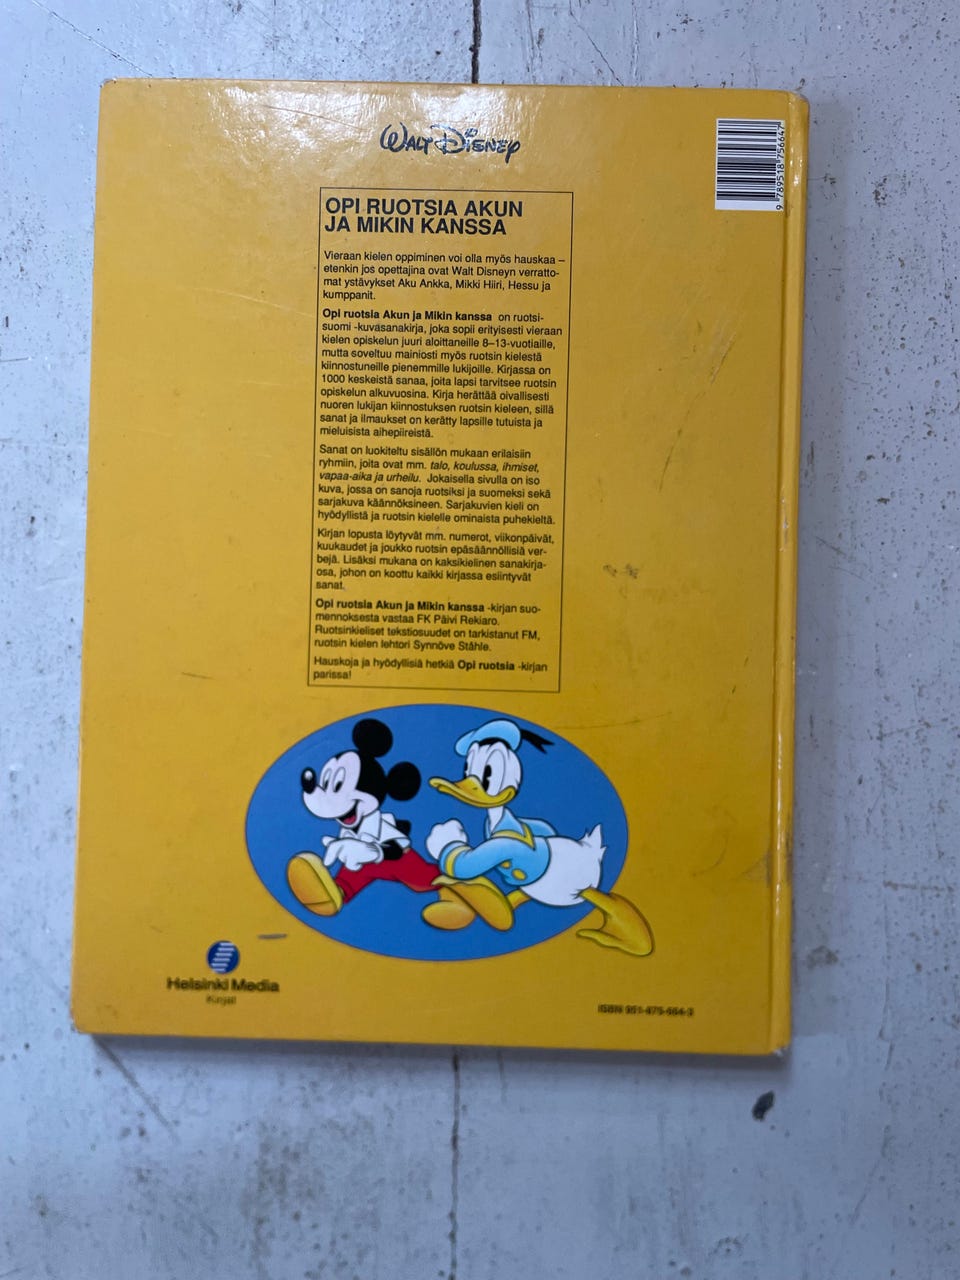 WALT DISNEY
9 789518 756647
OPI RUOTSIA AKUN
JA MIKIN KANSSA
Vieraan kielen oppiminen voi olla myös hauskaa –
etenkin jos opettajina ovat Walt Disneyn verratto-
mat ystävykset Aku Ankka, Mikki Hiiri, Hessu ja
kumppanit.
Opi ruotsia Akun ja Mikin kanssa on ruotsi-
suomi -kuvasanakirja, joka sopii erityisesti vieraan
kielen opiskelun juuri aloittaneille 8–13-vuotiaille,
mutta soveltuu mainiosti myös ruotsin kielestä
kiinnostuneille pienemmille lukijoille. Kirjassa on
1000 keskeistä sanaa, joita lapsi tarvitsee ruotsin
opiskelun alkuvuosina. Kirja herättää oivallisesti
nuoren lukijan kiinnostuksen ruotsin kieleen, sillä
sanat ja ilmaukset on kerätty lapsille tutuista ja
mieluisista aihepiireistä.
Sanat on luokiteltu sisällön mukaan erilaisiin
ryhmiin, joita ovat mm. talo, koulussa, ihmiset,
vapaa-aika ja urheilu. Jokaisella sivulla on iso
kuva, jossa on sanoja ruotsiksi ja suomeksi sekä
sarjakuva käännöksineen. Sarjakuvien kieli on
hyödyllistä ja ruotsin kielelle ominaista puhekieltä.
Kirjan lopusta löytyvät mm. numerot, viikonpäivät,
kuukaudet ja joukko ruotsin epäsäännöllisiä ver-
bejä. Lisäksi mukana on kaksikielinen sanakirja-
osa, johon on koottu kaikki kirjassa esiintyvät
sanat.
Opi ruotsia Akun ja Mikin kanssa -kirjan suo-
mennoksesta vastaa FK Päivi Rekiaro.
Ruotsinkieliset tekstiosuudet on tarkistanut FM,
ruotsin kielen lehtori Synnöve Ståhle.
Hauskoja ja hyödyllisiä hetkiä Opi ruotsia -kirjan
parissa!
Helsinki Media
Kirjat
ISBN 951-875-664-3